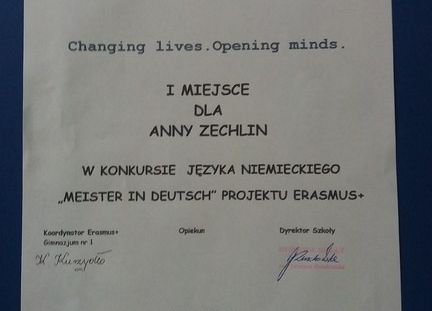 Changing lives.Opening minds.
I MIEJSCE
DLA
ANNY ZECHLIN
W KONKURSIE JĘZYKA NIEMIECKIEGO
„MEISTER IN DEUTSCH” PROJEKTU ERASMUS+
Koordynator Erasmus+ Opiekun Dyrektor Szkoły
Gimnazjum nr 1